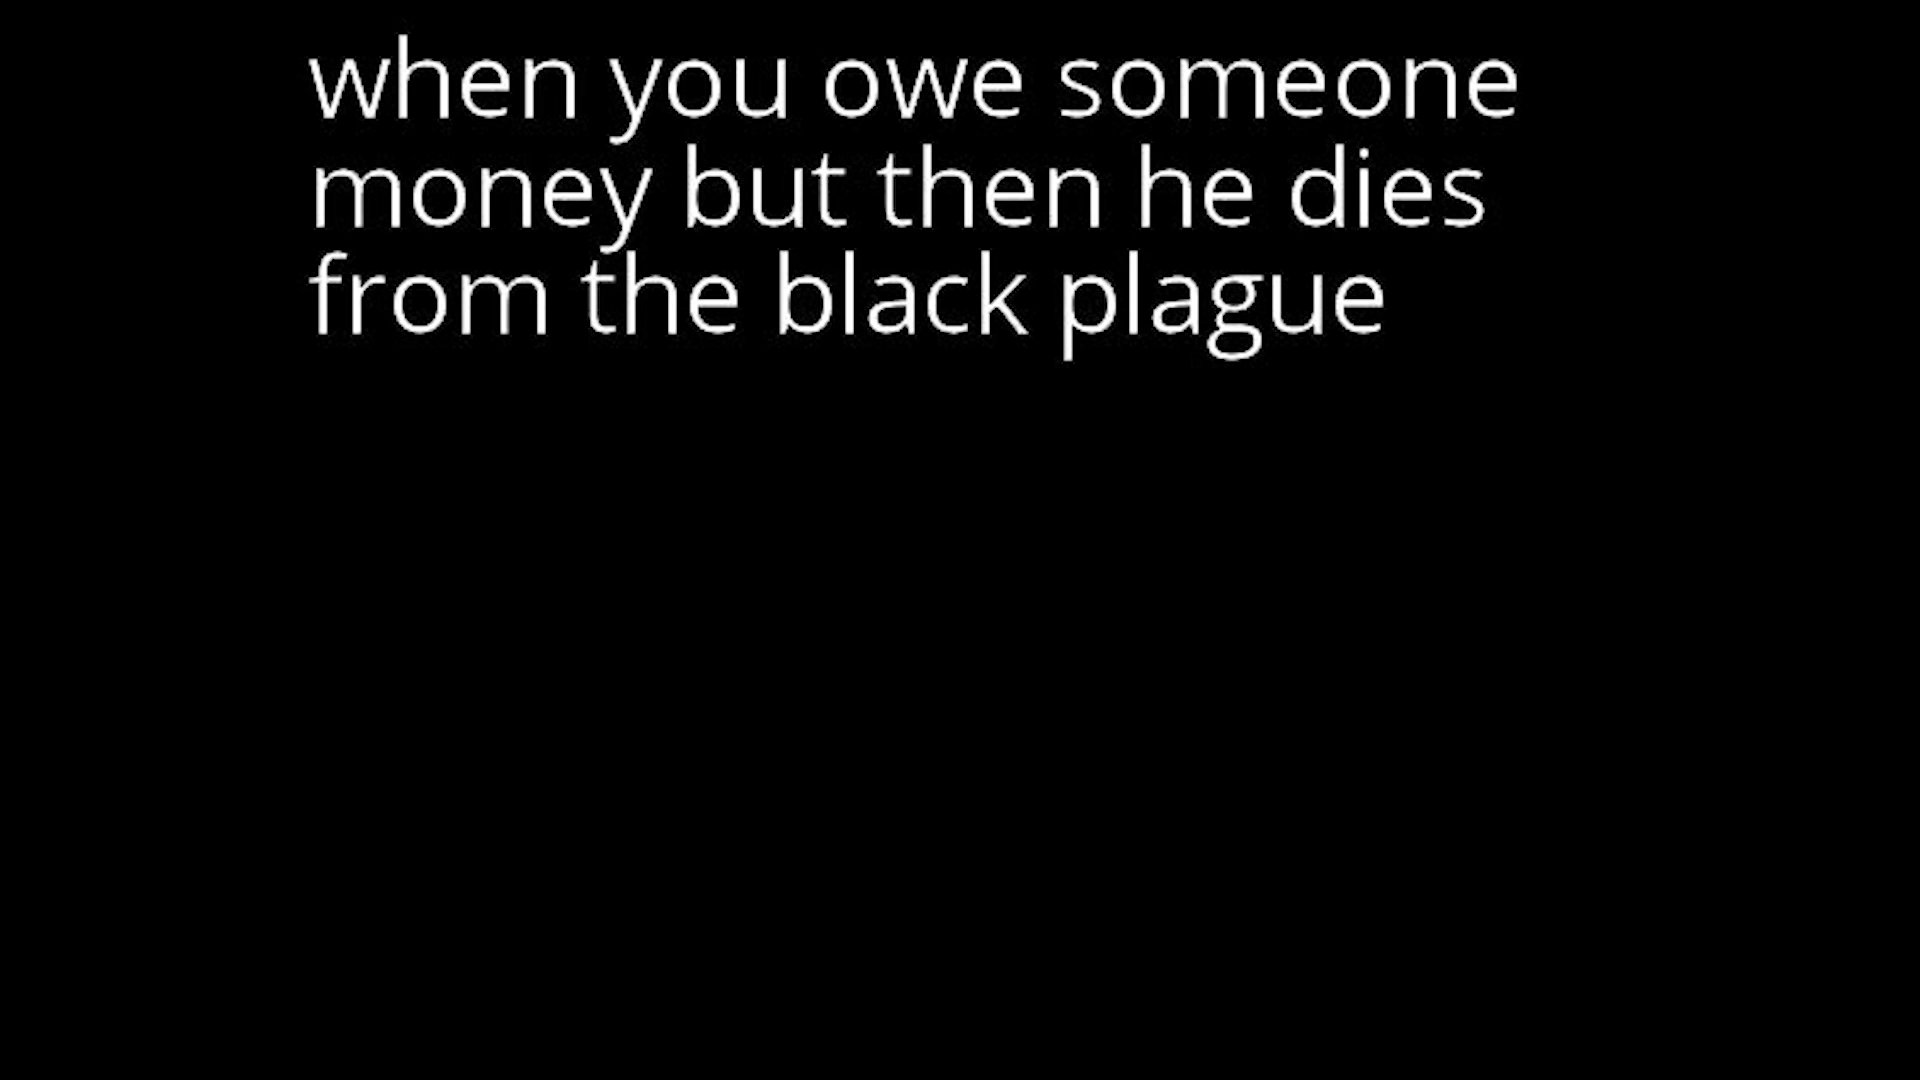 when you owe someone
money but then he dies
from the black plague